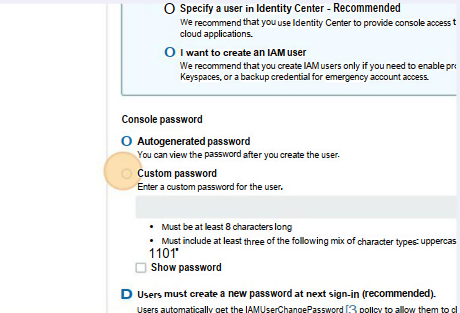 Specify a user in Identity Center - Recommended
We recommend that you use Identity Center to provide console access t
cloud applications.
I want to create an IAM user
We recommend that you create IAM users only if you need to enable pro
Keyspaces, or a backup credential for emergency account access.
Console password
Autogenerated password
You can view the password after you create the user.
Custom password
Enter a custom password for the user.
• Must be at least 8 characters long
• Must include at least three of the following mix of character types: uppercas
1101"
Show password
Users must create a new password at next sign-in (recommended).
Users automatically get the IAMUserChangePassword policy to allow them to cl